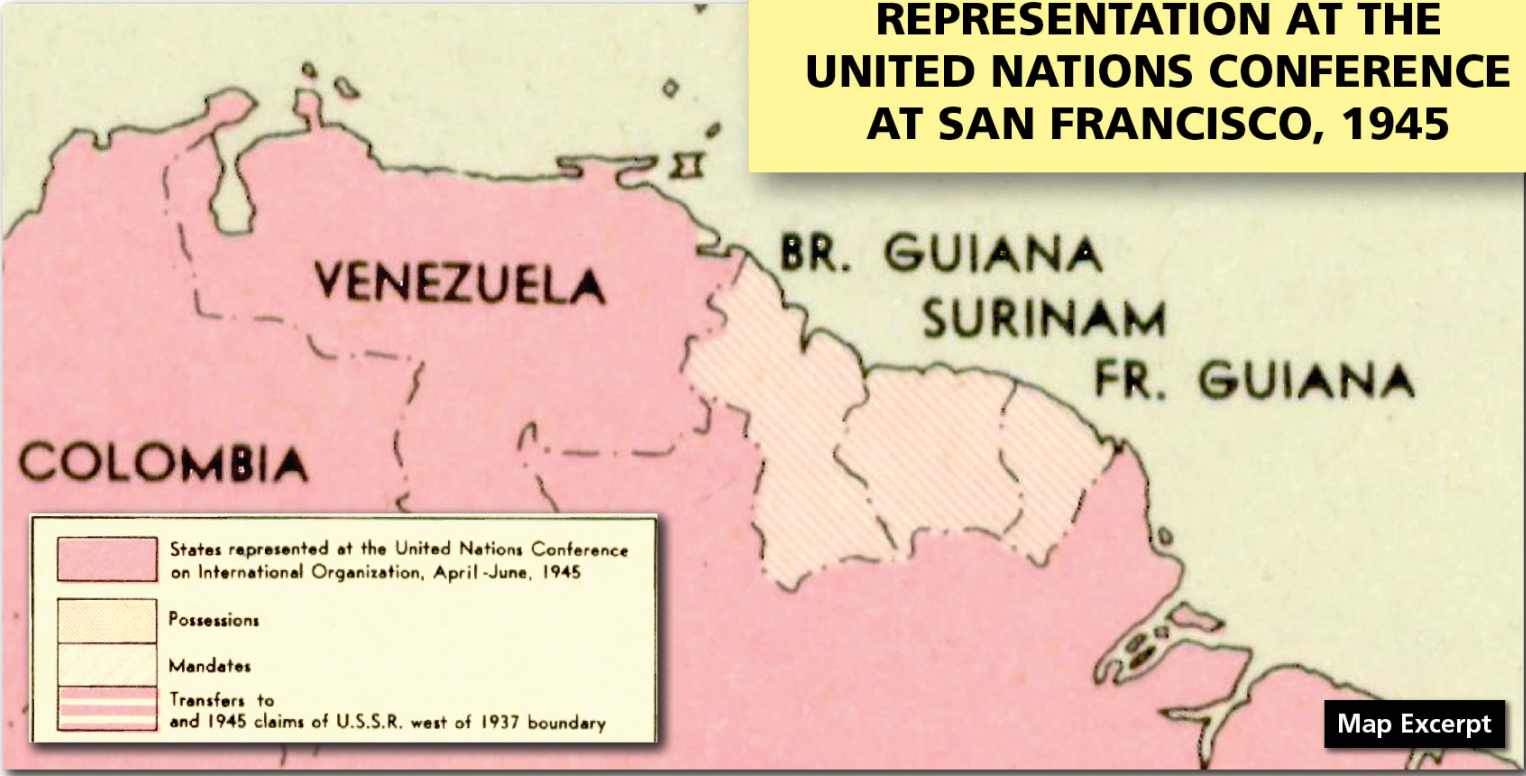 REPRESENTATION AT THE
UNITED NATIONS CONFERENCE
AT SAN FRANCISCO, 1945
BR. GUIANA
VENEZUELA
SURINAM
FR. GUIANA
COLOMBIA
States represented at the United Nations Conference
on International Organization, April-June, 1945
Possessions
Mandates
Transfers to
and 1945 claims of U.S.S.R. west of 1937 boundary
Map Excerpt